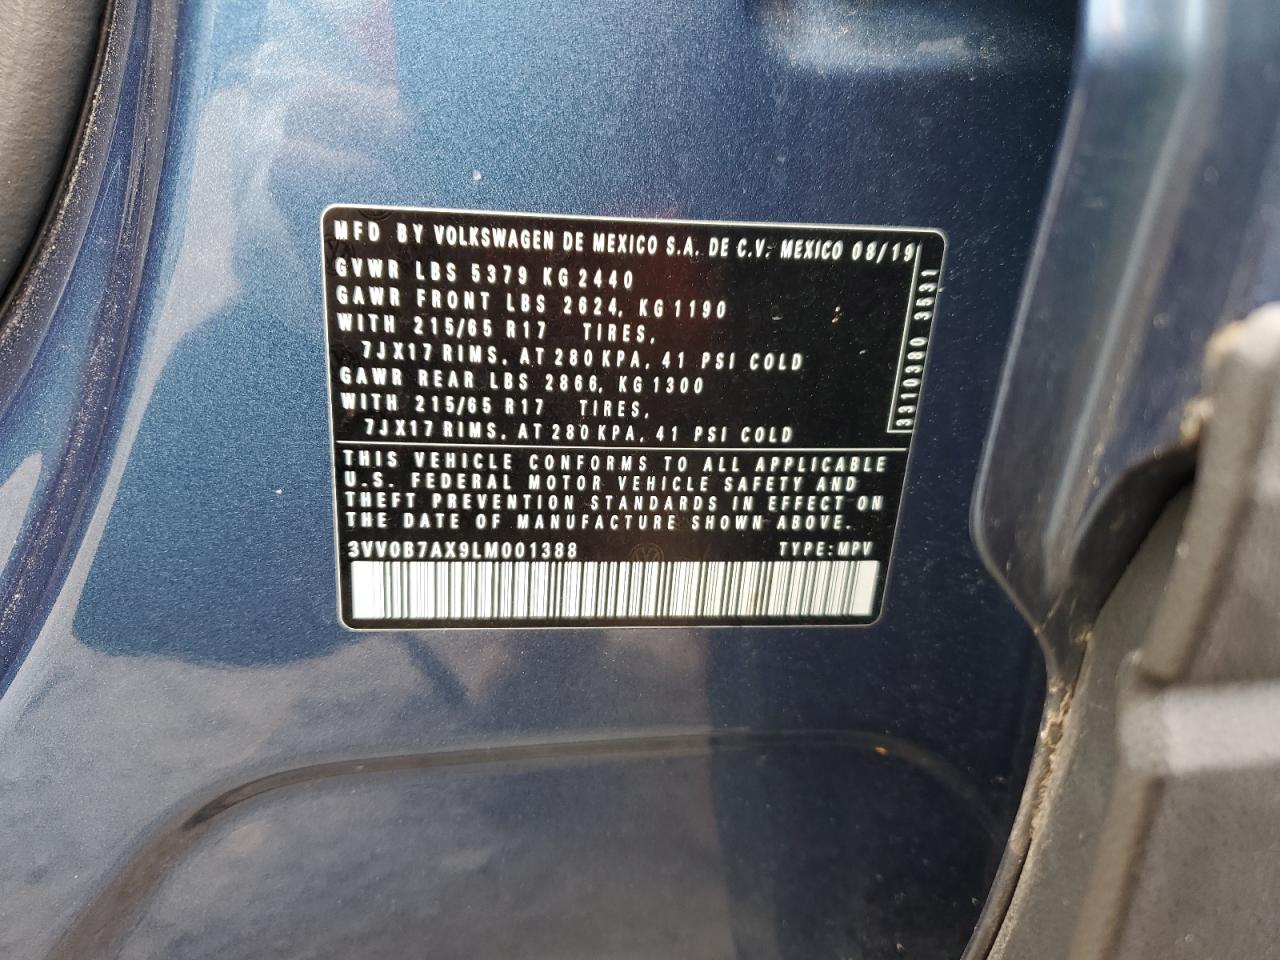 MFD BY VOLKSWAGEN DE MEXICO S.A. DE C.V. MEXICO 08/19
GVWR LBS 5379 KG 2440
GAWR FRONT LBS 2624, KG 1190
WITH 215/65 R17 TIRES,
7JX17 RIMS, AT 280 KPA, 41 PSI COLD
GAWR REAR LBS 2866, KG 1300
WITH 215/65 R17 TIRES,
7JX17 RIMS, AT 280 KPA, 41 PSI COLD
3310380 3531
THIS VEHICLE CONFORMS TO ALL APPLICABLE
U.S. FEDERAL MOTOR VEHICLE SAFETY AND
THEFT PREVENTION STANDARDS IN EFFECT ON
THE DATE OF MANUFACTURE SHOWN ABOVE.
3VV0B7AX9LM001388 TYPE: MPV